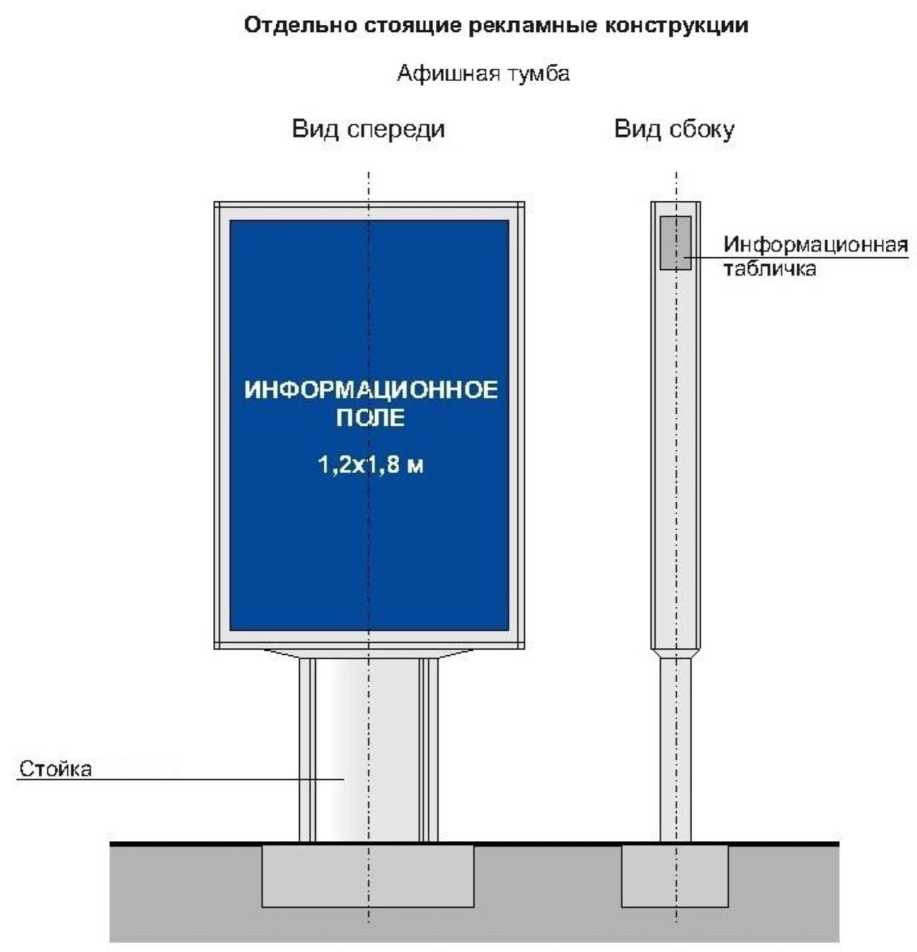 Отдельно стоящие рекламные конструкции
Афишная тумба
Вид спереди
Вид сбоку
Информационная
табличка
ИНФОРМАЦИОННОЕ
ПОЛЕ
1,2х1,8 м
Стойка